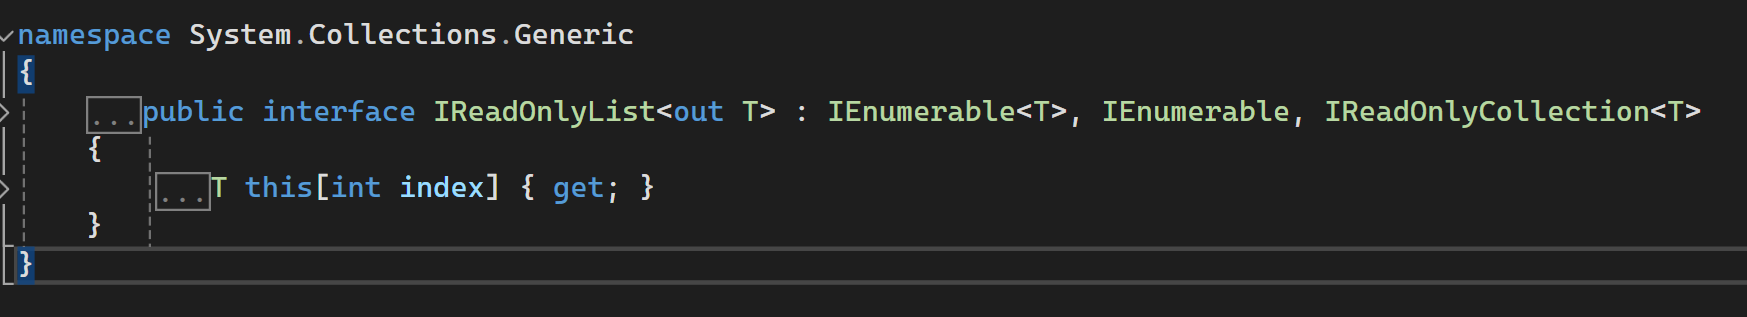 namespace System.Collections.Generic
{
...public interface IReadOnlyList<out T> : IEnumerable<T>, IEnumerable, IReadOnlyCollection<T>
{
...T this[int index] { get; }
}
}